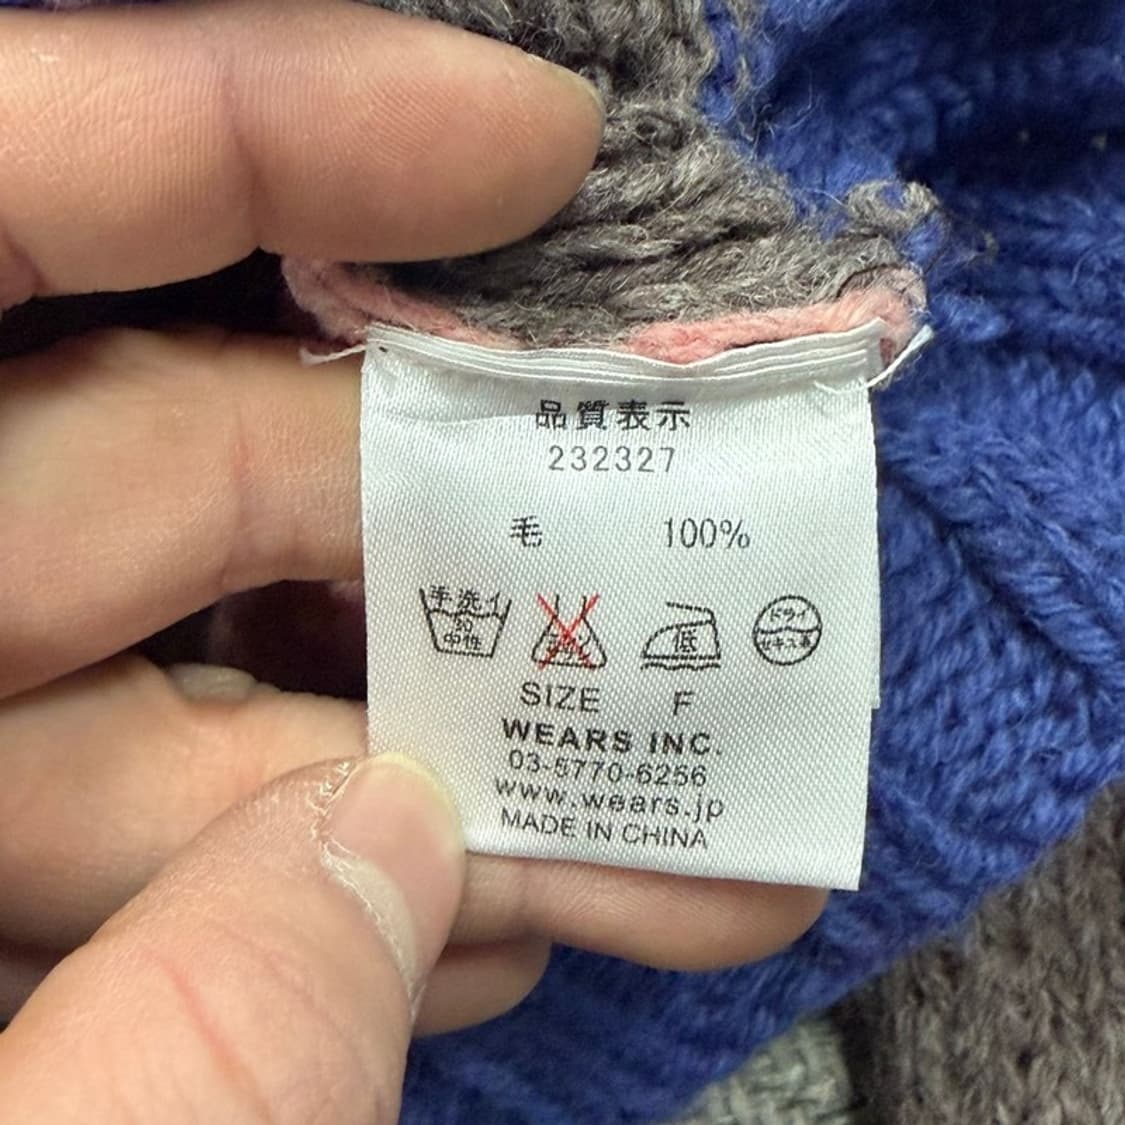 品質表示
232327
毛 100%
手洗イ
30
中性
低
ドライ
セキユ系
SIZE F
WEARS INC.
03-5770-6256
www.wears.jp
MADE IN CHINA